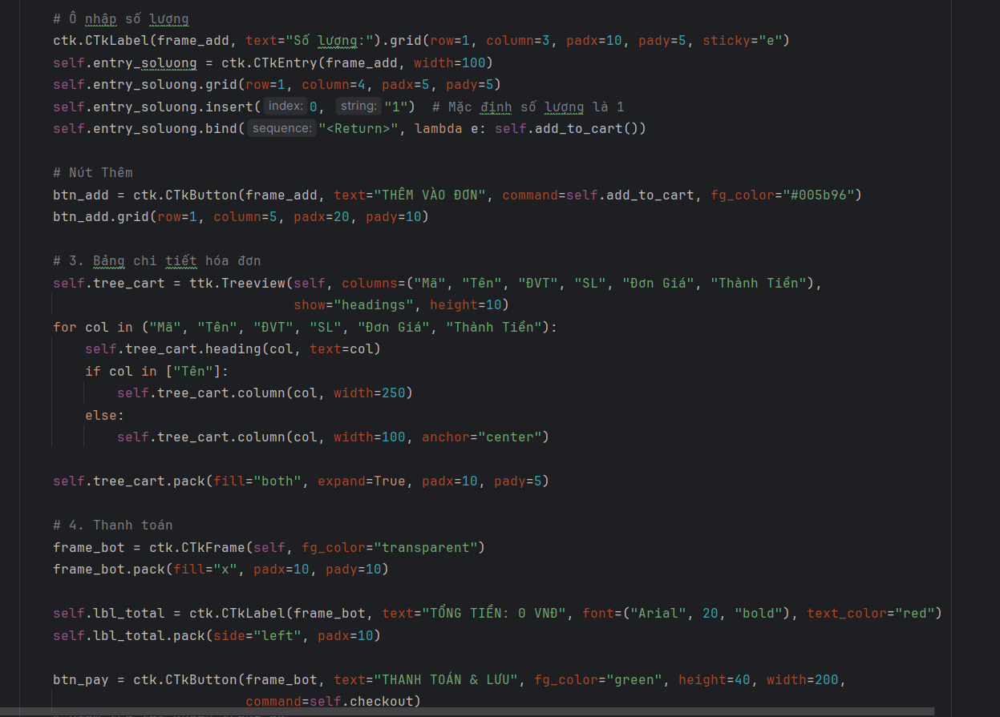 # Ô nhập số lượng
ctk.CTkLabel(frame_add, text="Số lượng:").grid(row=1, column=3, padx=10, pady=5, sticky="e")
self.entry_soluong = ctk.CTkEntry(frame_add, width=100)
self.entry_soluong.grid(row=1, column=4, padx=5, pady=5)
self.entry_soluong.insert( index: 0, string: "1")  # Mặc định số lượng là 1
self.entry_soluong.bind( sequence: "<Return>", lambda e: self.add_to_cart())
# Nút Thêm
btn_add = ctk.CTkButton(frame_add, text="THÊM VÀO ĐƠN", command=self.add_to_cart, fg_color="#005b96")
btn_add.grid(row=1, column=5, padx=20, pady=10)
# 3. Bảng chi tiết hóa đơn
self.tree_cart = ttk.Treeview(self, columns=("Mã", "Tên", "ĐVT", "SL", "Đơn Giá", "Thành Tiền"),
show="headings", height=10)
for col in ("Mã", "Tên", "ĐVT", "SL", "Đơn Giá", "Thành Tiền"):
self.tree_cart.heading(col, text=col)
if col in ["Tên"]:
self.tree_cart.column(col, width=250)
else:
self.tree_cart.column(col, width=100, anchor="center")
self.tree_cart.pack(fill="both", expand=True, padx=10, pady=5)
# 4. Thanh toán
frame_bot = ctk.CTkFrame(self, fg_color="transparent")
frame_bot.pack(fill="x", padx=10, pady=10)
self.lbl_total = ctk.CTkLabel(frame_bot, text="TỔNG TIỀN: 0 VNĐ", font=("Arial", 20, "bold"), text_color="red")
self.lbl_total.pack(side="left", padx=10)
btn_pay = ctk.CTkButton(frame_bot, text="THANH TOÁN & LƯU", fg_color="green", height=40, width=200,
command=self.checkout)